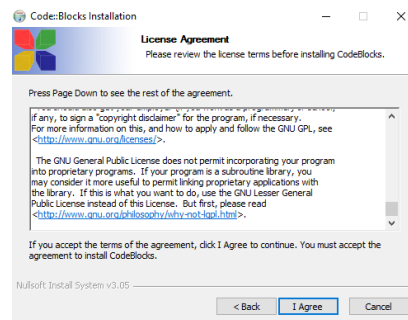 Code::Blocks Installation
License Agreement
Please review the license terms before installing CodeBlocks.
Press Page Down to see the rest of the agreement.
if any, to sign a "copyright disclaimer" for the program, if necessary.
For more information on this, and how to apply and follow the GNU GPL, see
<http://www.gnu.org/licenses/>.
The GNU General Public License does not permit incorporating your program
into proprietary programs. If your program is a subroutine library, you
may consider it more useful to permit linking proprietary applications with
the library. If this is what you want to do, use the GNU Lesser General
Public License instead of this License. But first, please read
<http://www.gnu.org/philosophy/why-not-lgpl.html>.
If you accept the terms of the agreement, click I Agree to continue. You must accept the
agreement to install CodeBlocks.
Nullsoft Install System v3.05
< Back I Agree Cancel